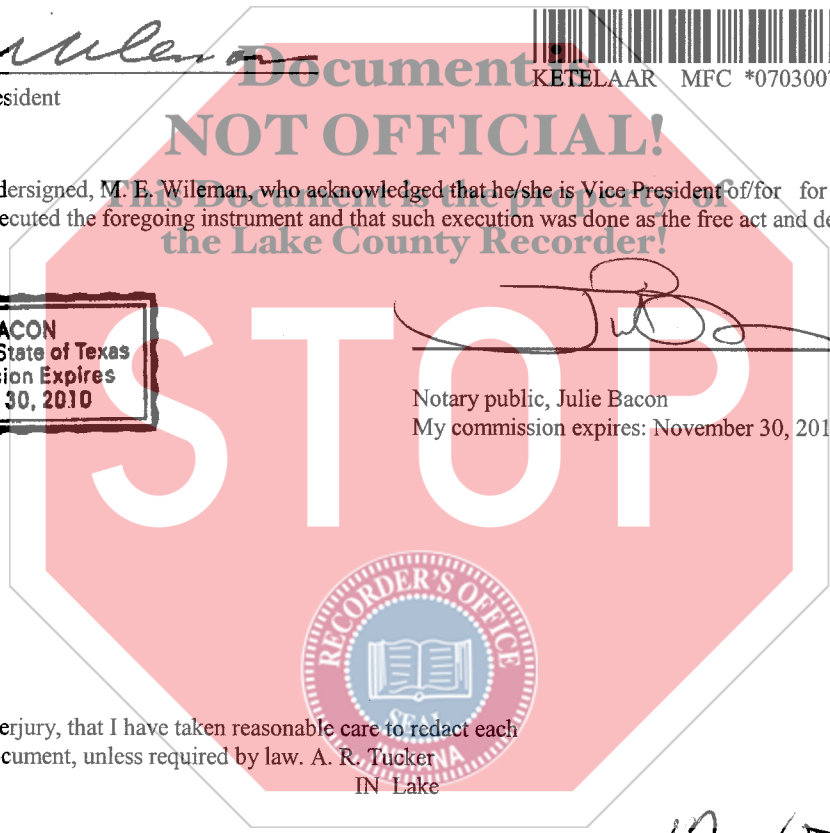 Wileman
KETELAAR MFC *070300
esident
Document is
NOT OFFICIAL!
dersigned, M. E. Wileman, who acknowledged that he/she is Vice President of/for for
This Document is the property of
ecuted the foregoing instrument and that such execution was done as the free act and de
the Lake County Recorder!
ACON
State of Texas
ion Expires
30, 2010
Notary public, Julie Bacon
My commission expires: November 30, 201
STOP
RECORDER'S OFFICE
SEAL
INDIANA
erjury, that I have taken reasonable care to redact each
cument, unless required by law. A. R. Tucker
IN Lake